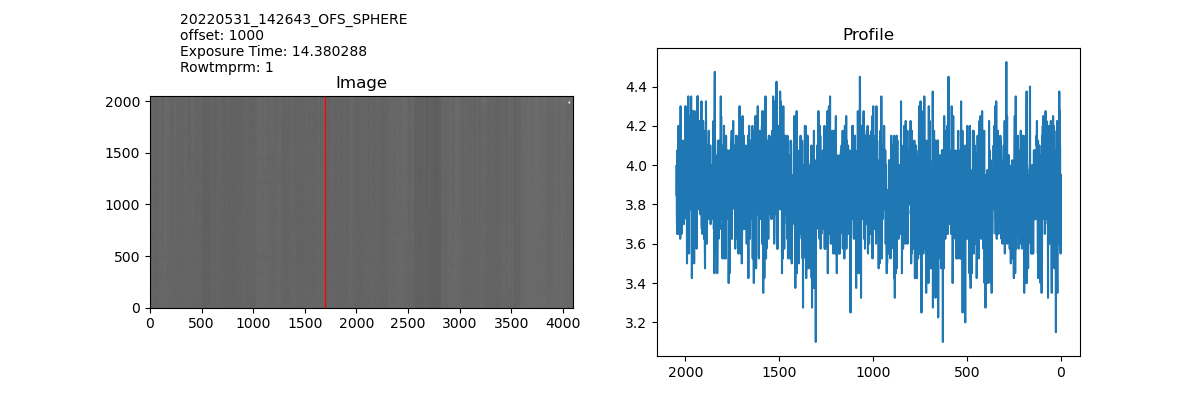 20220531_142643_OFS_SPHERE
offset: 1000
Exposure Time: 14.380288
Rowtmprm: 1
Image
2000
1500
1000
500
0
0 500 1000 1500 2000 2500 3000 3500 4000
Profile
4.4
4.2
4.0
3.8
3.6
3.4
3.2
2000 1500 1000 500 0